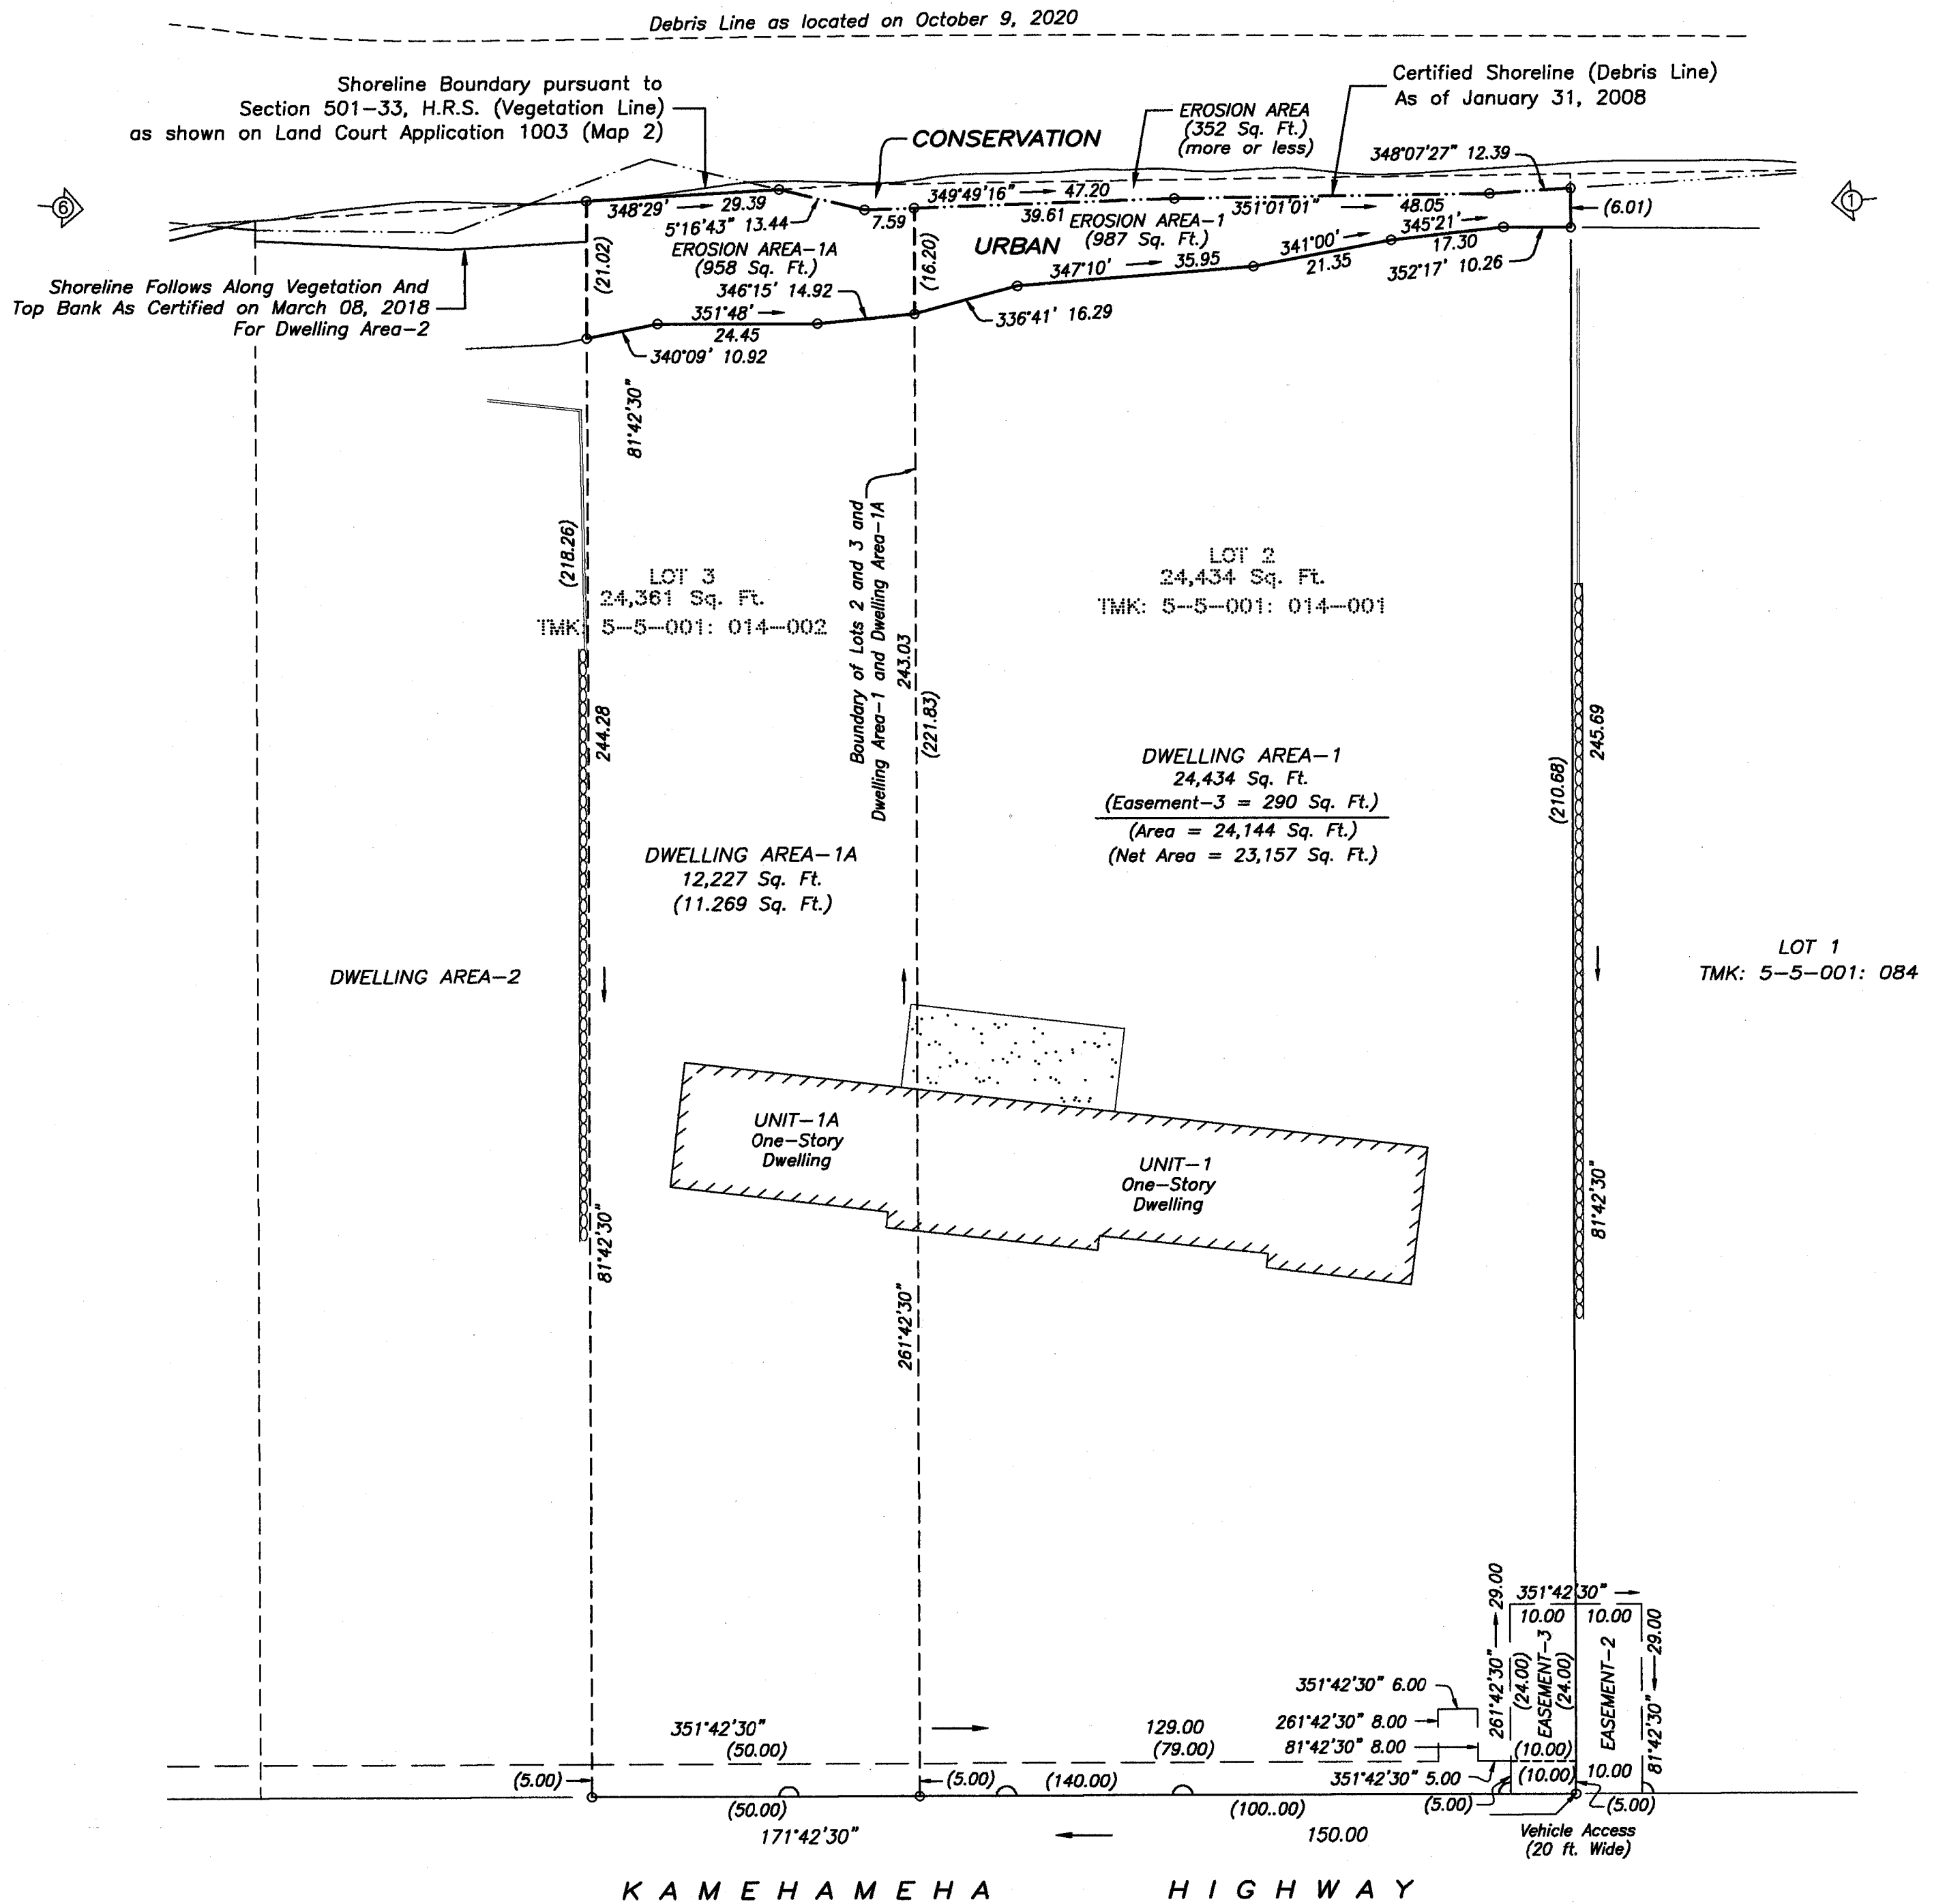 Debris Line as located on October 9, 2020
Shoreline Boundary pursuant to
Section 501-33, H.R.S. (Vegetation Line)
as shown on Land Court Application 1003 (Map 2)
Certified Shoreline (Debris Line)
As of January 31, 2008
EROSION AREA
(352 Sq. Ft.)
(more or less)
CONSERVATION
348°07'27" 12.39
6
1
348°29' 29.39
5°16'43" 13.44
7.59
349°49'16" 47.20
39.61
351°01'01" 48.05
(6.01)
EROSION AREA-1
(987 Sq. Ft.)
URBAN
EROSION AREA-1A
(958 Sq. Ft.)
(21.02)
(16.20)
346°15' 14.92
351°48'
24.45
340°09' 10.92
336°41' 16.29
347°10' 35.95
341°00'
21.35
345°21'
17.30
352°17' 10.26
Shoreline Follows Along Vegetation And
Top Bank As Certified on March 08, 2018
For Dwelling Area-2
81°42'30"
(218.26)
LOT 3
24,361 Sq. Ft.
TMK: 5-5-001: 014-002
244.28
Boundary of Lots 2 and 3 and
Dwelling Area-1 and Dwelling Area-1A
243.03
(221.83)
LOT 2
24,434 Sq. Ft.
TMK: 5-5-001: 014-001
DWELLING AREA-1
24,434 Sq. Ft.
(Easement-3 = 290 Sq. Ft.)
(Area = 24,144 Sq. Ft.)
(Net Area = 23,157 Sq. Ft.)
(210.68)
245.69
DWELLING AREA-1A
12,227 Sq. Ft.
(11.269 Sq. Ft.)
DWELLING AREA-2
LOT 1
TMK: 5-5-001: 084
UNIT-1A
One-Story
Dwelling
UNIT-1
One-Story
Dwelling
81°42'30"
261°42'30"
81°42'30"
351°42'30"
10.00 10.00
261°42'30" 29.00
(24.00)
EASEMENT-3
(24.00)
EASEMENT-2
81°42'30" 29.00
351°42'30" 6.00
261°42'30" 8.00
81°42'30" 8.00
351°42'30" 5.00
(10.00)
(10.00) 10.00
351°42'30"
(50.00)
129.00
(79.00)
(5.00)
(5.00)
(140.00)
(50.00)
(100..00)
(5.00)
(5.00)
171°42'30"
150.00
Vehicle Access
(20 ft. Wide)
KAMEHAMEHA HIGHWAY